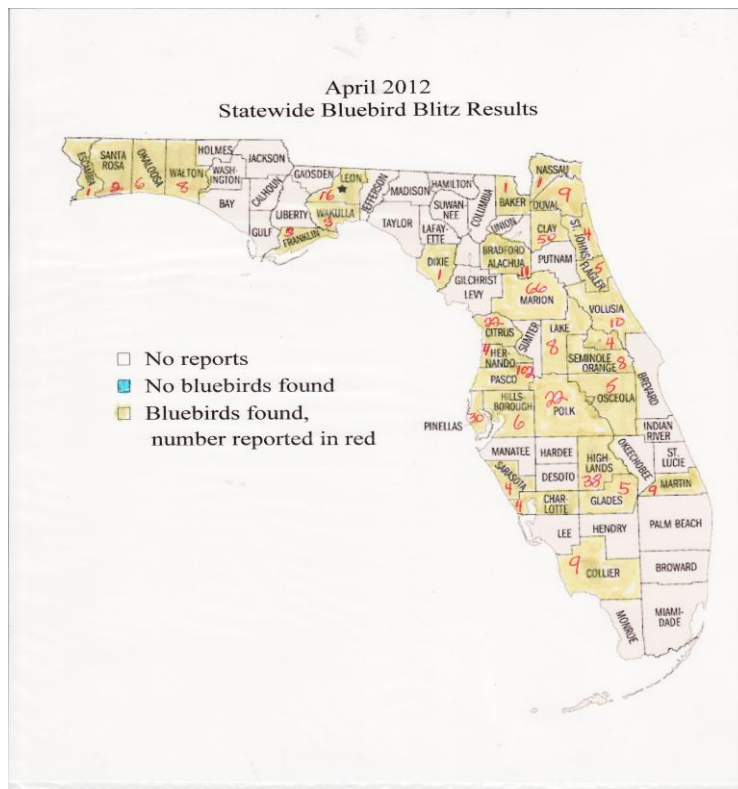 April 2012
Statewide Bluebird Blitz Results
ESCAMBIA
1
SANTA
ROSA
2
OKALOOSA
6
WALTON
8
HOLMES
WASH-
INGTON
JACKSON
BAY
CALHOUN
GULF
GADSDEN
LIBERTY
LEON
16
WAKULLA
3
FRANKLIN
JEFFERSON
MADISON
TAYLOR
HAMILTON
SUWAN-
NEE
LAFAY-
ETTE
DIXIE
1
COLUMBIA
BAKER
1
UNION
BRADFORD
ALACHUA
11
GILCHRIST
LEVY
NASSAU
1
DUVAL
9
CLAY
ST. JOHNS
4
PUTNAM
FLAGLER
MARION
66
VOLUSIA
10
CITRUS
22
SUMTER
LAKE
8
HER-
NANDO
PASCO
102
SEMINOLE
4
ORANGE
8
BREVARD
OSCEOLA
5
PINELLAS
30
HILLS-
BOROUGH
6
POLK
22
INDIAN
RIVER
MANATEE
HARDEE
HIGH-
LANDS
38
OKEECHOBEE
ST.
LUCIE
SARASOTA
4
DESOTO
MARTIN
9
CHAR-
LOTTE
4
GLADES
5
LEE
HENDRY
PALM BEACH
COLLIER
9
BROWARD
MONROE
MIAMI-
DADE
No reports
No bluebirds found
Bluebirds found,
number reported in red